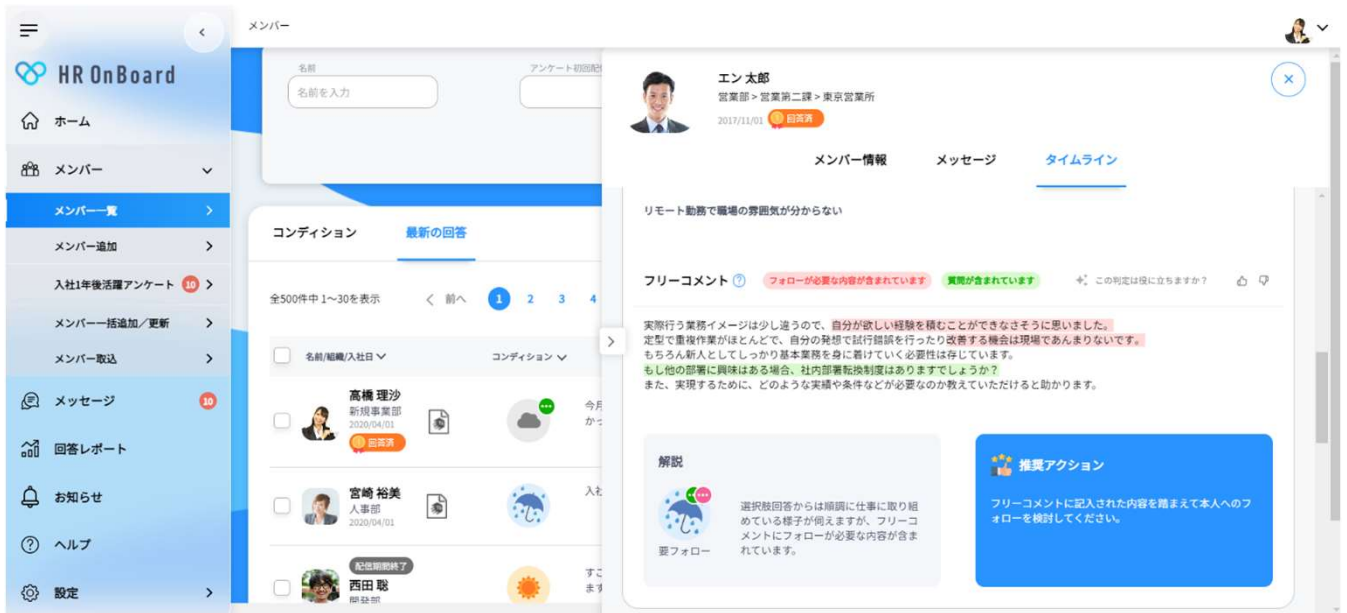 メンバー
HR OnBoard
ホーム
メンバー
メンバー一覧
メンバー追加
入社1年後活躍アンケート 10
メンバー一括追加／更新
メンバー取込
メッセージ 10
回答レポート
お知らせ
ヘルプ
設定
名前
名前を入力
アンケート初回配信
コンディション 最新の回答
全500件中 1～30を表示 前へ 1 2 3 4
名前/組織/入社日 コンディション
高橋 理沙
新規事業部
2020/04/01
回答済
今月
かっ
宮崎 裕美
人事部
2020/04/01
入社
配信期間終了
西田 聡
開発部
すご
ます
エン 太郎
営業部 > 営業第二課 > 東京営業所
2017/11/01 回答済
メンバー情報 メッセージ タイムライン
リモート勤務で職場の雰囲気が分からない
フリーコメント ? フォローが必要な内容が含まれています 質問が含まれています この判定は役に立ちますか？
実際行う業務イメージは少し違うので、自分が欲しい経験を積むことができなさそうに思いました。
定型で重複作業がほとんどで、自分の発想で試行錯誤を行ったり改善する機会は現場であんまりないです。
もちろん新人としてしっかり基本業務を身に着けていく必要性は存じています。
もし他の部署に興味はある場合、社内部署転換制度はありますでしょうか？
また、実現するために、どのような実績や条件などが必要なのか教えていただけると助かります。
解説
要フォロー
選択肢回答からは順調に仕事に取り組
めている様子が伺えますが、フリーコ
メントにフォローが必要な内容が含ま
れています。
推奨アクション
フリーコメントに記入された内容を踏まえて本人へのフ
ォローを検討してください。